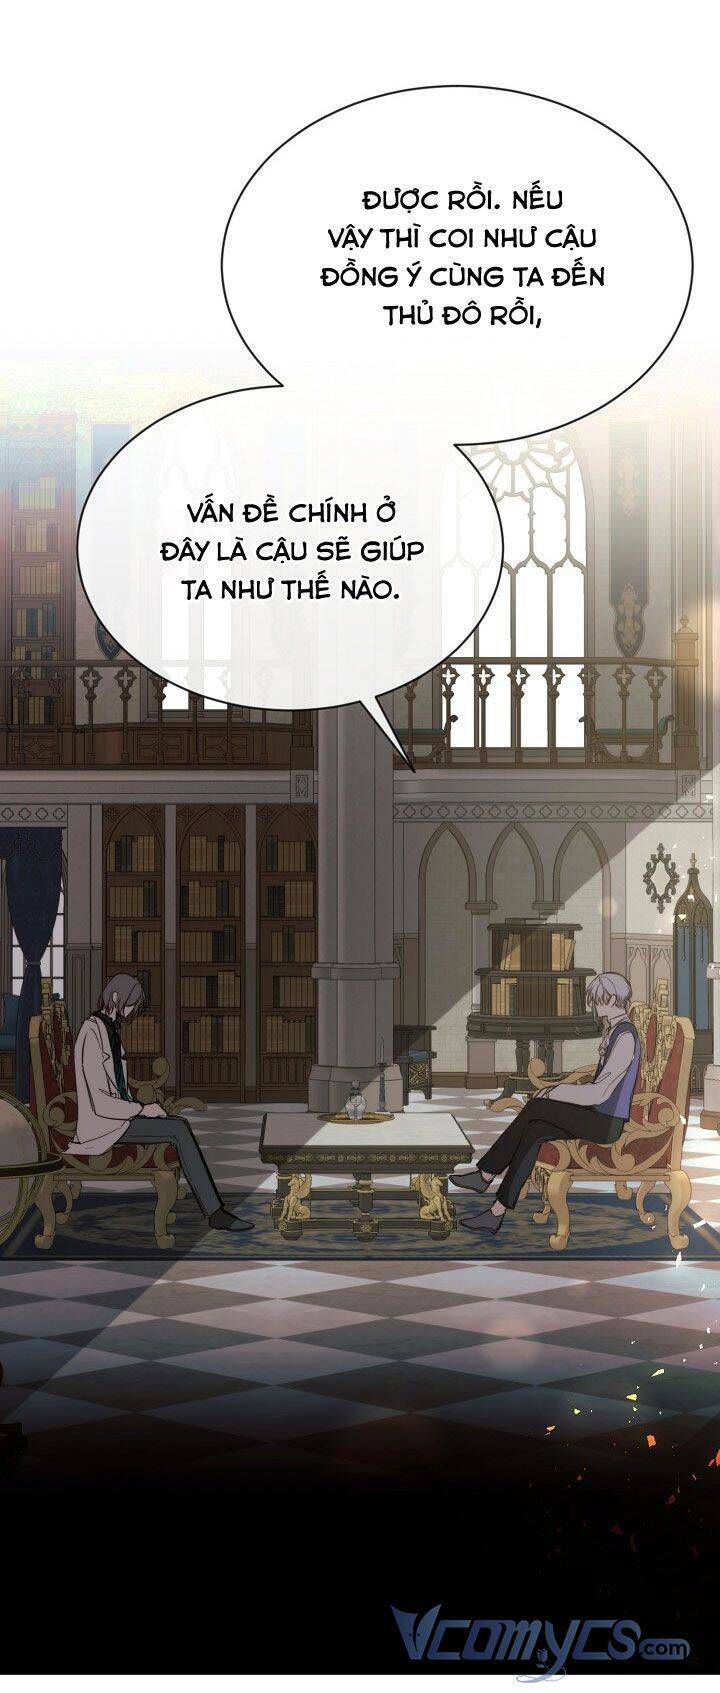 ĐƯỢC RỒI. NẾU
VẬY THÌ COI NHƯ CẬU
ĐỒNG Ý CÙNG TA ĐẾN
THỦ ĐÔ RỒI,
VẤN ĐỀ CHÍNH Ở
ĐÂY LÀ CẬU SẼ GIÚP
TA NHƯ THẾ NÀO.
VCOMYCS.com